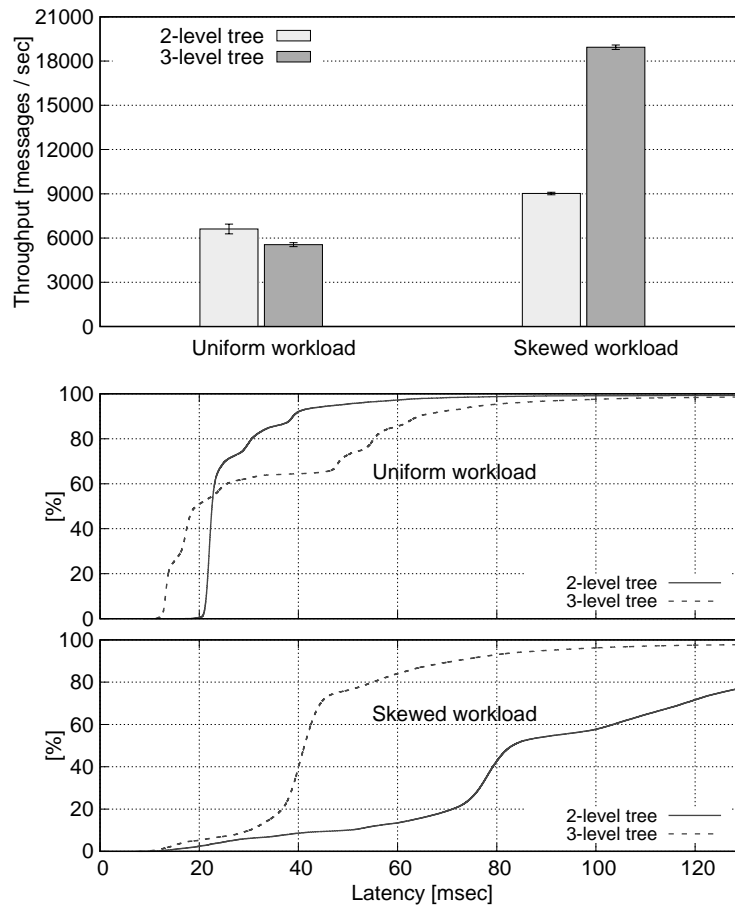 Throughput [messages / sec]
21000
18000
15000
12000
9000
6000
3000
0
2-level tree
3-level tree
Uniform workload
Skewed workload
[%]
100
80
60
40
20
0
Uniform workload
2-level tree
3-level tree
[%]
100
80
60
40
20
0
Skewed workload
2-level tree
3-level tree
0 20 40 60 80 100 120
Latency [msec]